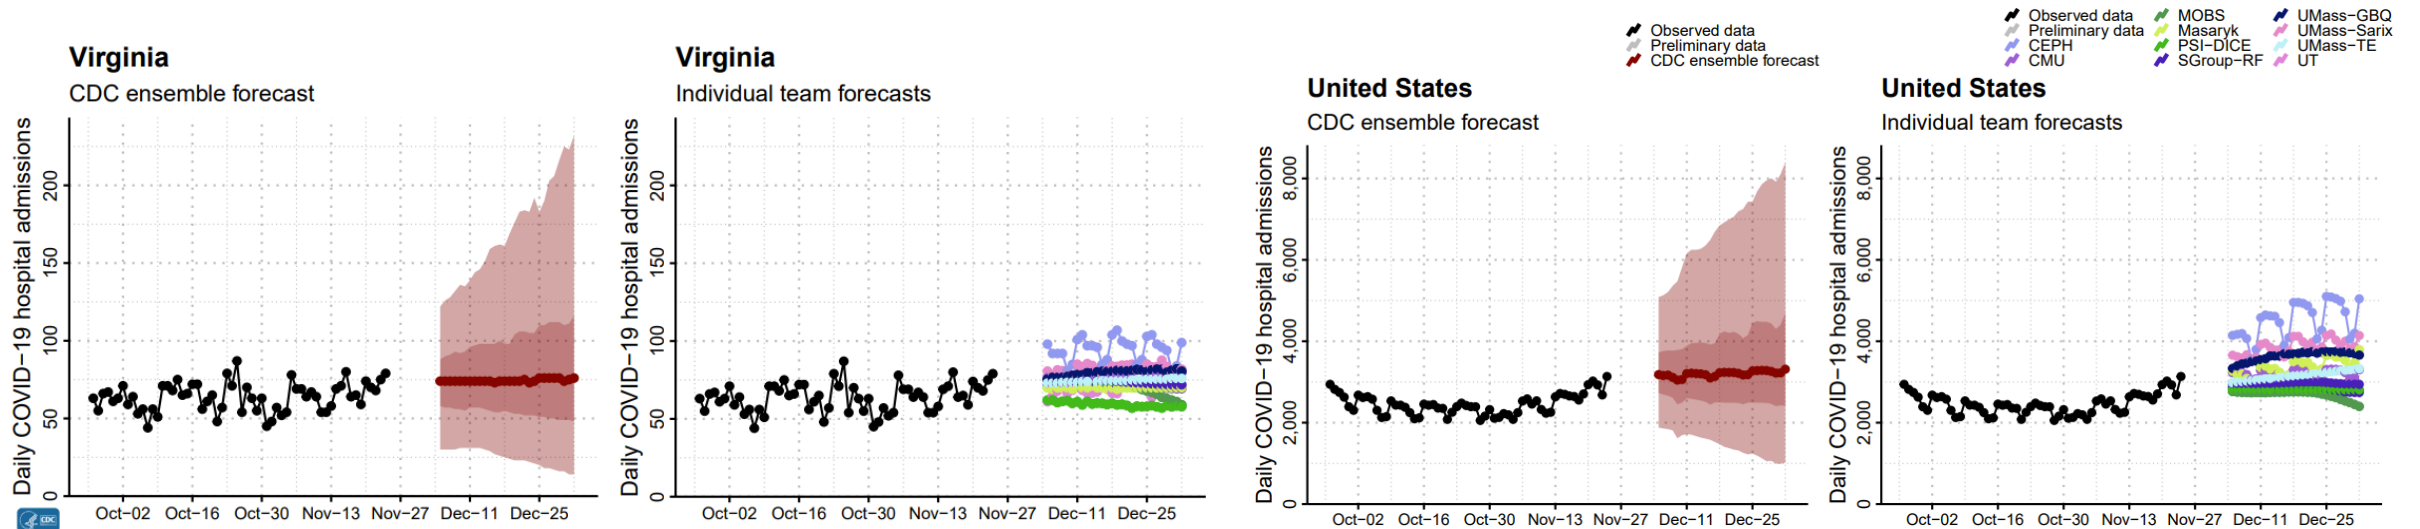 Virginia
CDC ensemble forecast
Daily COVID−19 hospital admissions
200
150
100
50
0
Oct−02 Oct−16 Oct−30 Nov−13 Nov−27 Dec−11 Dec−25
CDC
Virginia
Individual team forecasts
Daily COVID−19 hospital admissions
200
150
100
50
0
Oct−02 Oct−16 Oct−30 Nov−13 Nov−27 Dec−11 Dec−25
Observed data
Preliminary data
CDC ensemble forecast
United States
CDC ensemble forecast
Daily COVID−19 hospital admissions
8,000
6,000
4,000
2,000
0
Oct−02 Oct−16 Oct−30 Nov−13 Nov−27 Dec−11 Dec−25
Observed data MOBS UMass−GBQ
Preliminary data Masaryk UMass−Sarix
CEPH PSI−DICE UMass−TE
CMU SGroup−RF UT
United States
Individual team forecasts
Daily COVID−19 hospital admissions
8,000
6,000
4,000
2,000
0
Oct−02 Oct−16 Oct−30 Nov−13 Nov−27 Dec−11 Dec−25